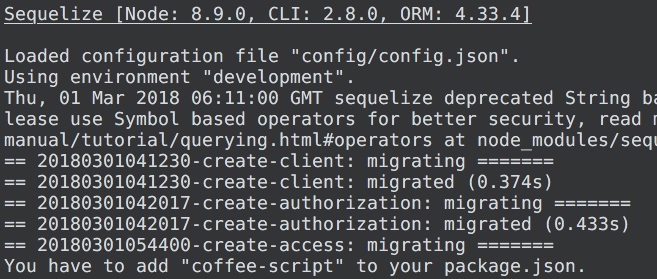 Sequelize [Node: 8.9.0, CLI: 2.8.0, ORM: 4.33.4]
Loaded configuration file "config/config.json".
Using environment "development".
Thu, 01 Mar 2018 06:11:00 GMT sequelize deprecated String ba
lease use Symbol based operators for better security, read
manual/tutorial/querying.html#operators at node_modules/sequ
== 20180301041230-create-client: migrating =======
== 20180301041230-create-client: migrated (0.374s)
== 20180301042017-create-authorization: migrating =======
== 20180301042017-create-authorization: migrated (0.433s)
== 20180301054400-create-access: migrating =======
You have to add "coffee-script" to your package.json.